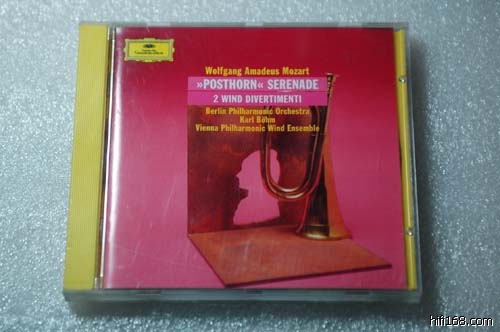 Wolfgang Amadeus Mozart
»POSTHORN« SERENADE
2 WIND DIVERTIMENTI
Berlin Philharmonic Orchestra
Karl Böhm
Vienna Philharmonic Wind Ensemble
hifi168.com